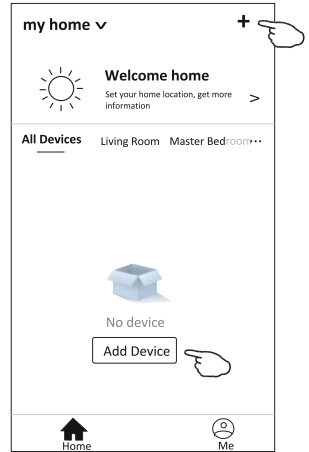 my home
Welcome home
Set your home location, get more
information
All Devices Living Room Master Bedroom...
No device
Add Device
Home Me